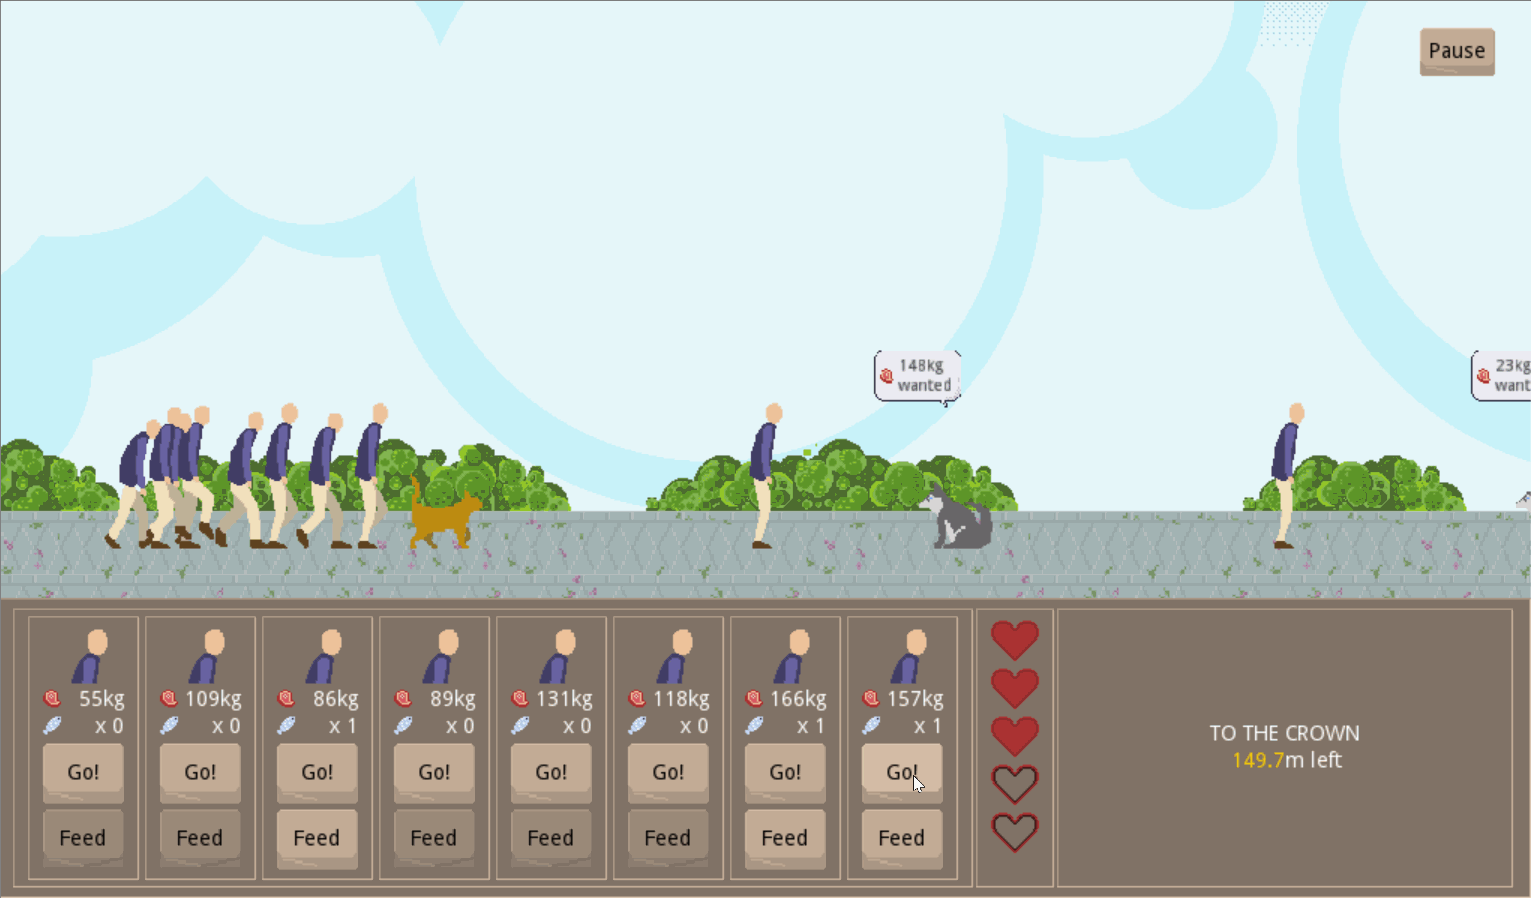 Pause
148kg
wanted
23kg
want
55kg 109kg 86kg 89kg 131kg 118kg 166kg 157kg
x 0 x 0 x 1 x 0 x 0 x 0 x 1 x 1
Go! Go! Go! Go! Go! Go! Go! Go!
Feed Feed Feed Feed Feed Feed Feed Feed
TO THE CROWN
149.7m left